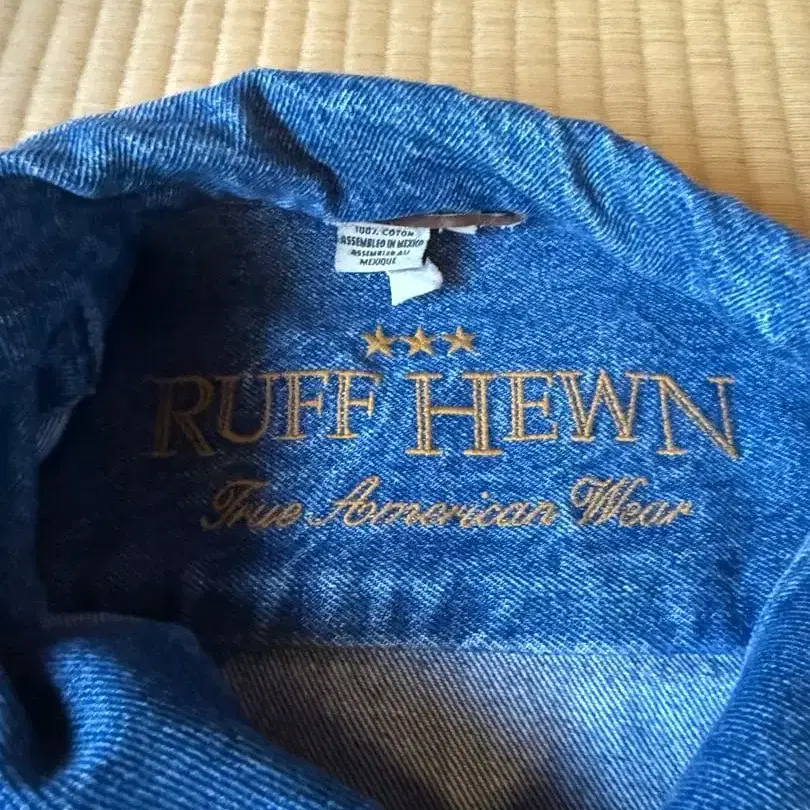 100% COTON
ASSEMBLED IN MEXICO
ASSEMBLE AU
MEXIQUE
RUFF HEWN
True American Wear